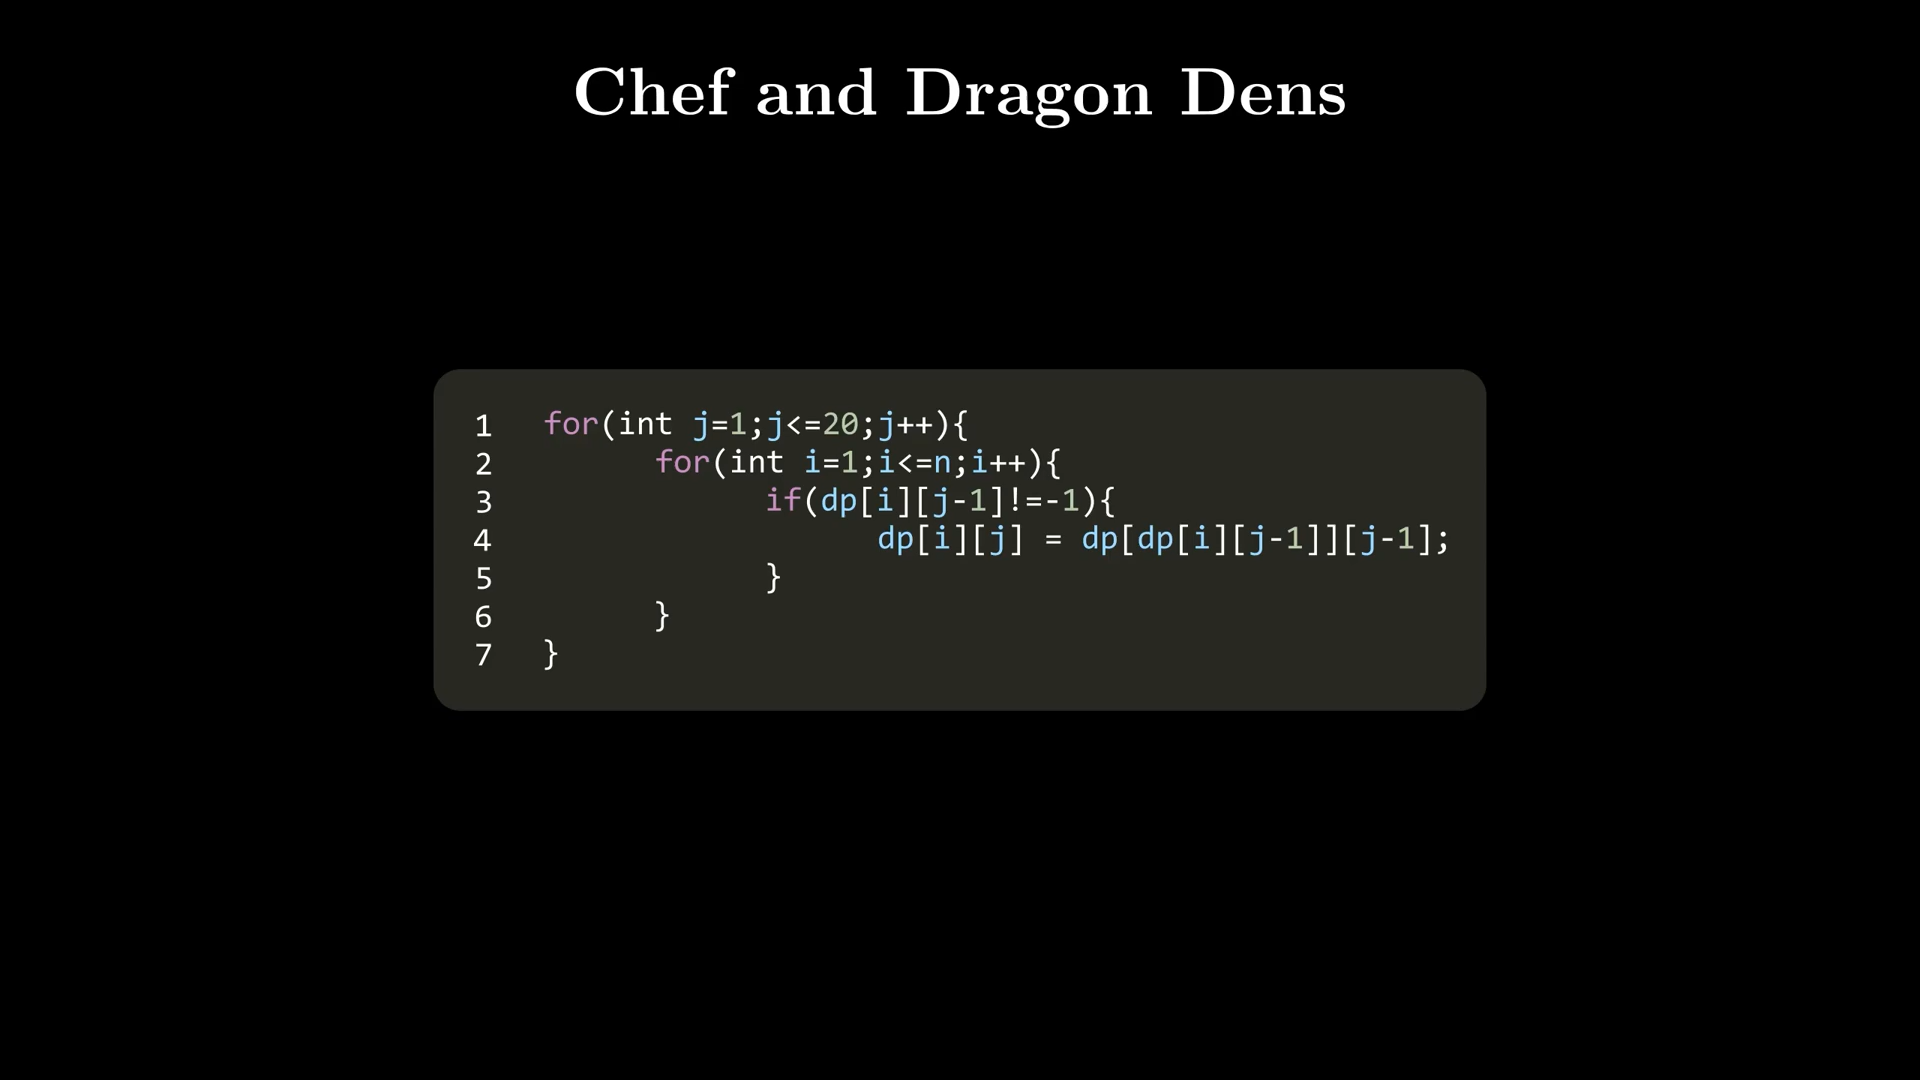 Chef and Dragon Dens
1 for(int j=1;j<=20;j++){
2 for(int i=1;i<=n;i++){
3 if(dp[i][j-1]!=-1){
4 dp[i][j] = dp[dp[i][j-1]][j-1];
5 }
6 }
7 }